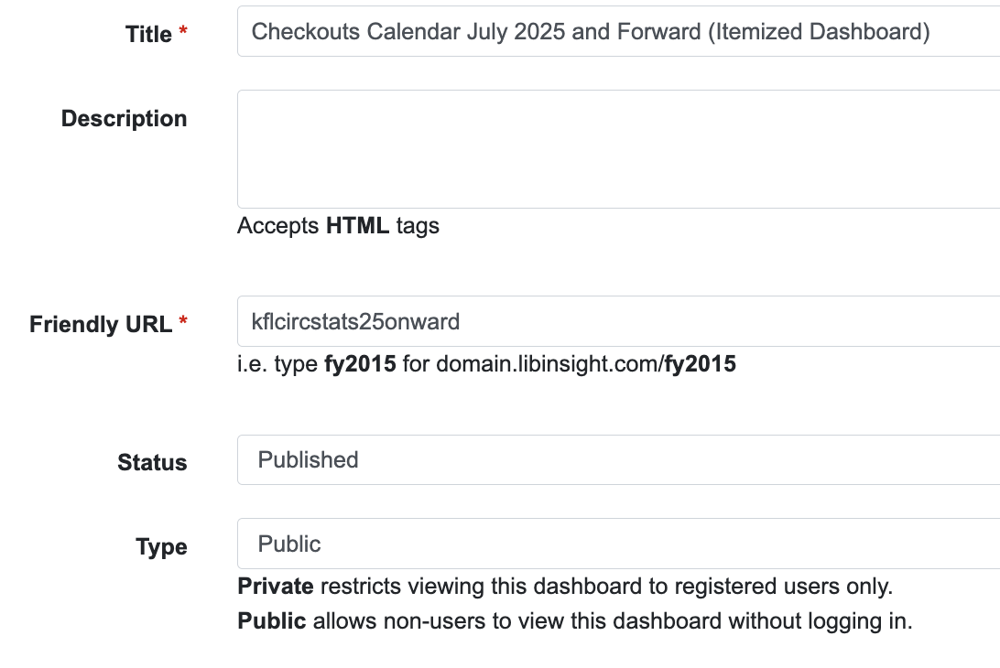 Title *
Checkouts Calendar July 2025 and Forward (Itemized Dashboard)
Description
Accepts HTML tags
Friendly URL *
kflcircstats25onward
i.e. type fy2015 for domain.libinsight.com/fy2015
Status
Published
Type
Public
Private restricts viewing this dashboard to registered users only.
Public allows non-users to view this dashboard without logging in.